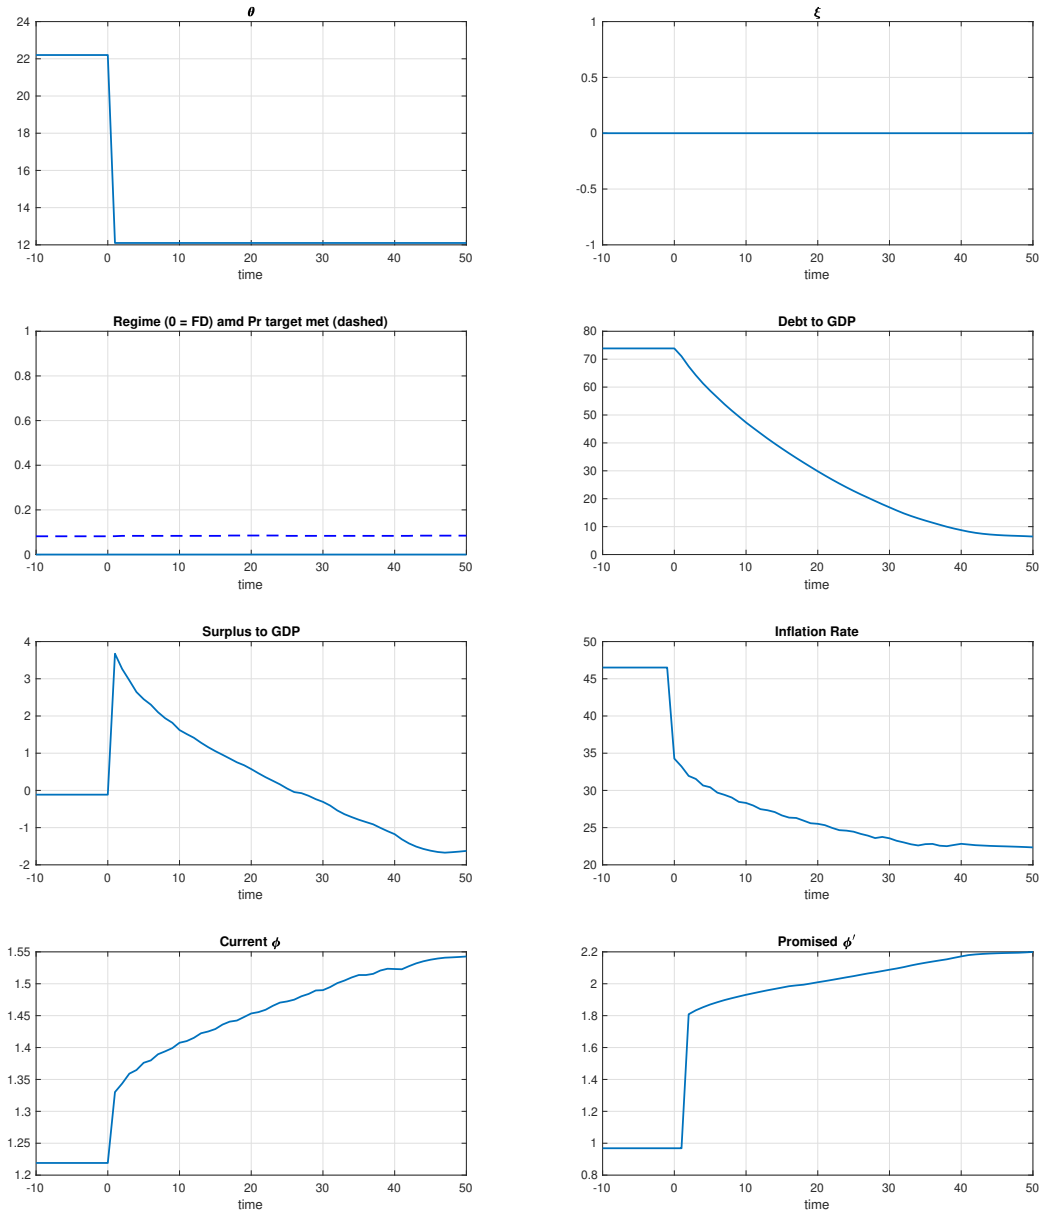 θ
24
22
20
18
16
14
12
-10 0 10 20 30 40 50
time
ξ
1
0.5
0
-0.5
-1
-10 0 10 20 30 40 50
time
Regime (0 = FD) amd Pr target met (dashed)
1
0.8
0.6
0.4
0.2
0
-10 0 10 20 30 40 50
time
Debt to GDP
80
70
60
50
40
30
20
10
0
-10 0 10 20 30 40 50
time
Surplus to GDP
4
3
2
1
0
-1
-2
-10 0 10 20 30 40 50
time
Inflation Rate
50
45
40
35
30
25
20
-10 0 10 20 30 40 50
time
Current ϕ
1.55
1.5
1.45
1.4
1.35
1.3
1.25
1.2
-10 0 10 20 30 40 50
time
Promised ϕ′
2.2
2
1.8
1.6
1.4
1.2
1
0.8
-10 0 10 20 30 40 50
time